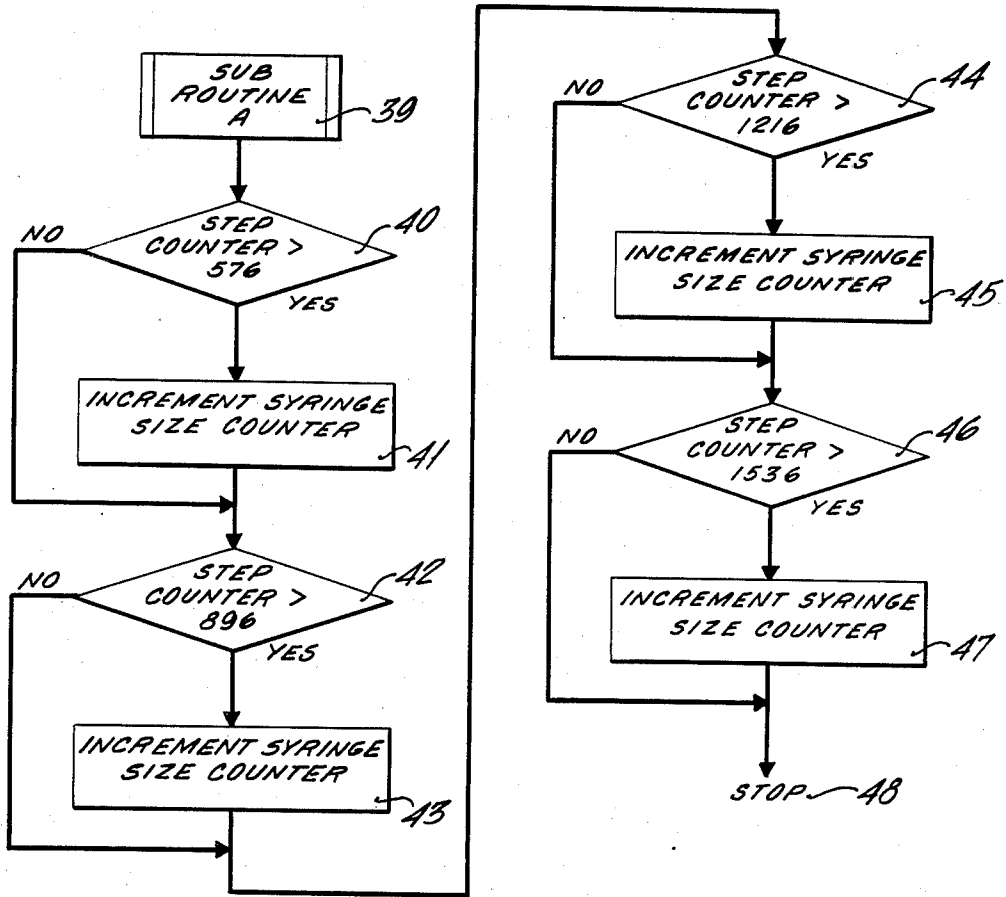 SUB
ROUTINE
A
39
STEP
COUNTER >
576
40
NO
YES
INCREMENT SYRINGE
SIZE COUNTER
41
STEP
COUNTER >
896
42
NO
YES
INCREMENT SYRINGE
SIZE COUNTER
43
STEP
COUNTER >
1216
44
NO
YES
INCREMENT SYRINGE
SIZE COUNTER
45
STEP
COUNTER >
1536
46
NO
YES
INCREMENT SYRINGE
SIZE COUNTER
47
STOP 48